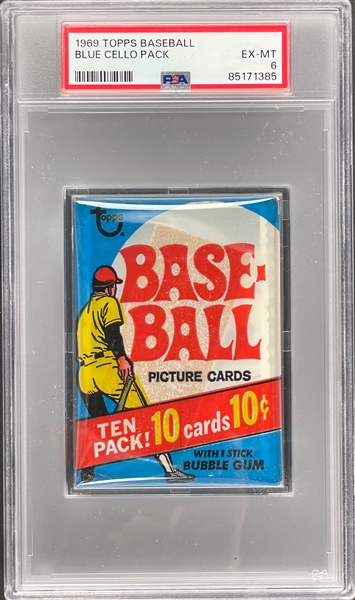 1969 TOPPS BASEBALL
BLUE CELLO PACK
EX-MT
6
PSA
85171385
Topps
BASE-
BALL
PICTURE CARDS
TEN
PACK! 10 cards 10¢
WITH 1 STICK
BUBBLE GUM